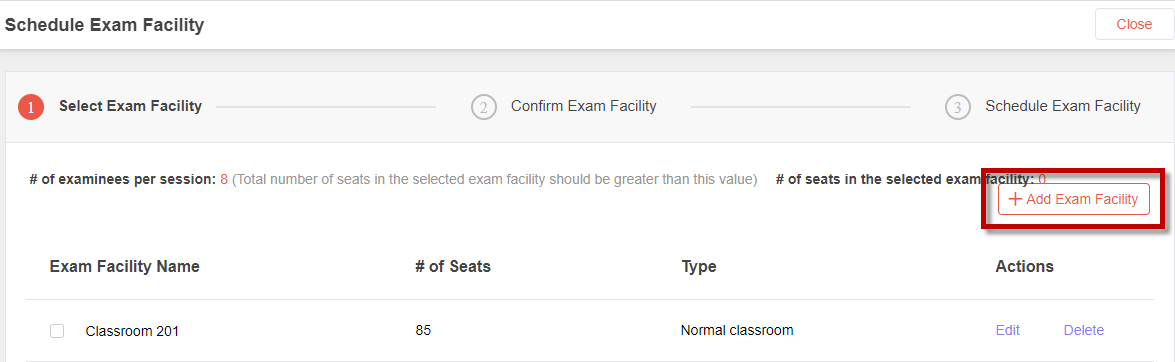 Schedule Exam Facility Close
1 Select Exam Facility 2 Confirm Exam Facility 3 Schedule Exam Facility
# of examinees per session: 8 (Total number of seats in the selected exam facility should be greater than this value) # of seats in the selected exam facility: 0
+ Add Exam Facility
Exam Facility Name # of Seats Type Actions
Classroom 201 85 Normal classroom Edit Delete